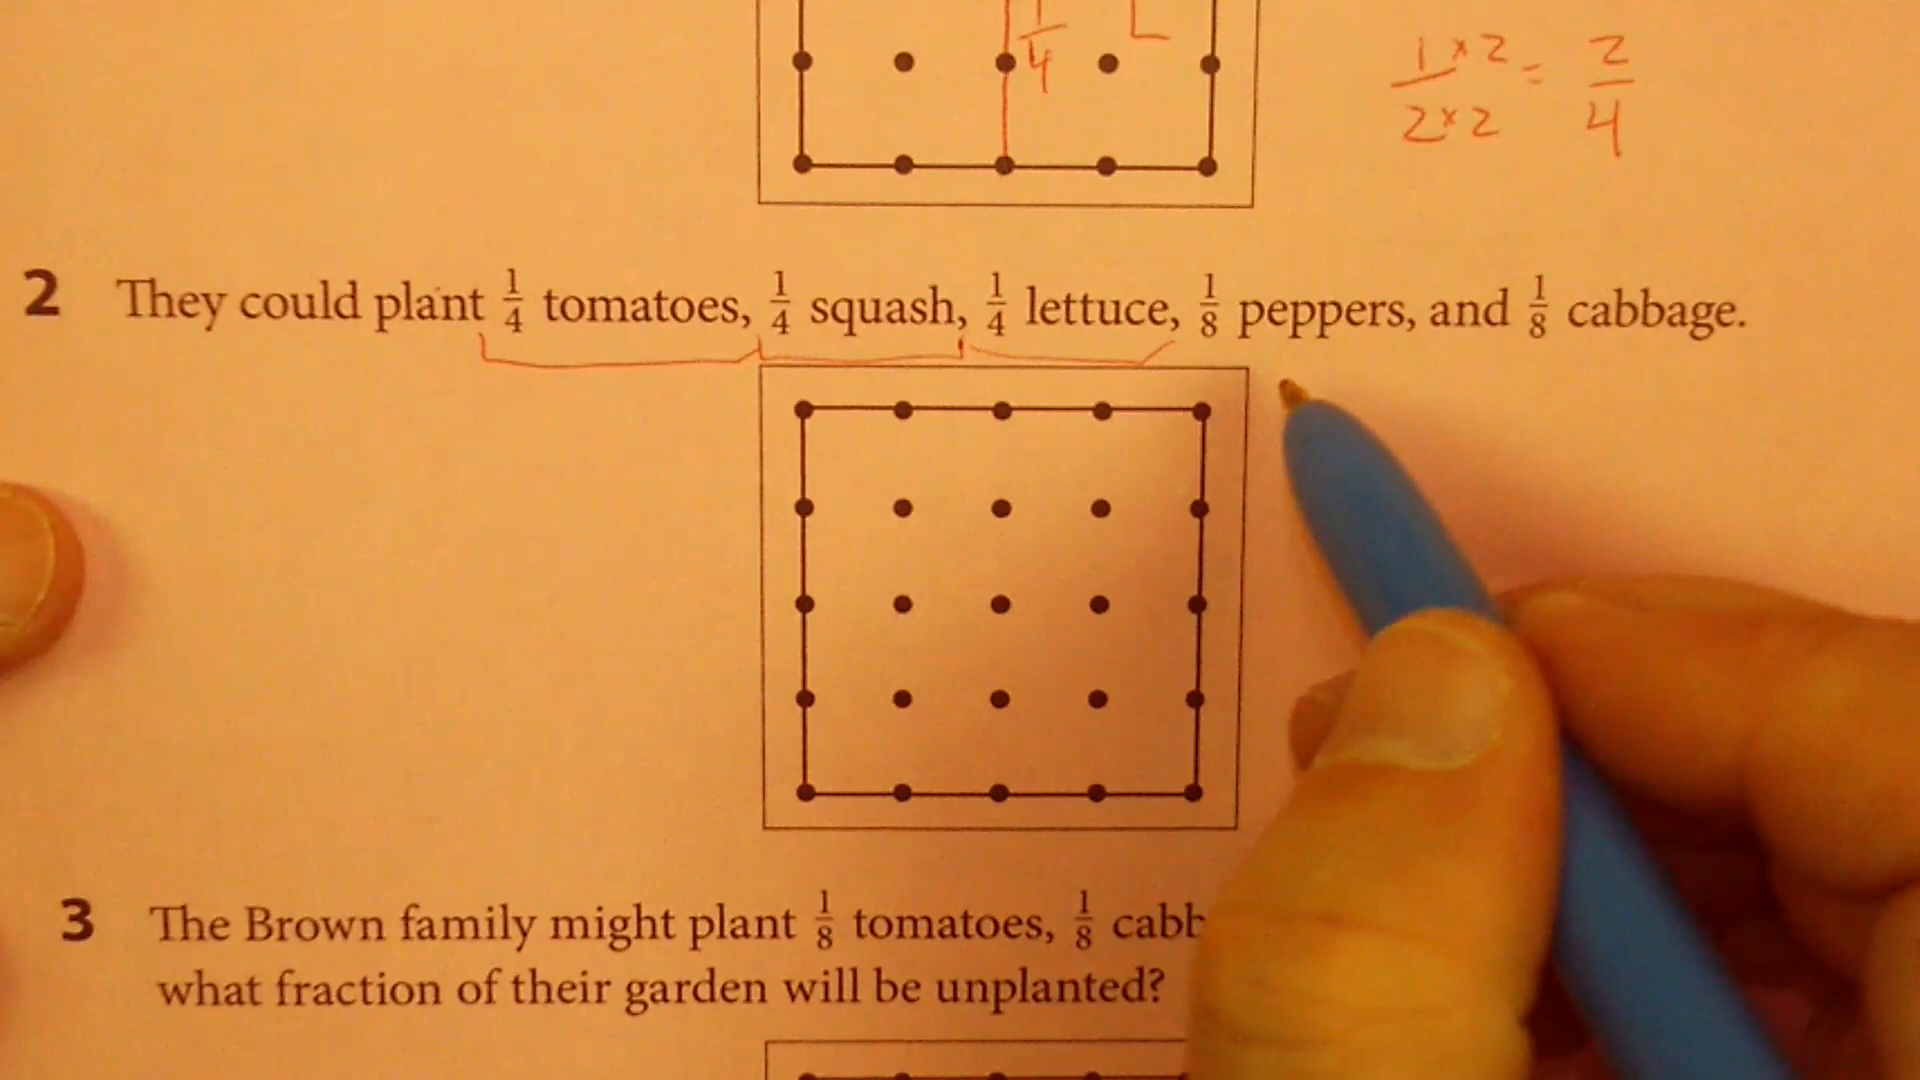 1/4 L
1×2/2×2 = 2/4
2 They could plant 1/4 tomatoes, 1/4 squash, 1/4 lettuce, 1/8 peppers, and 1/8 cabbage.
3 The Brown family might plant 1/8 tomatoes, 1/8
what fraction of their garden will be unplanted?